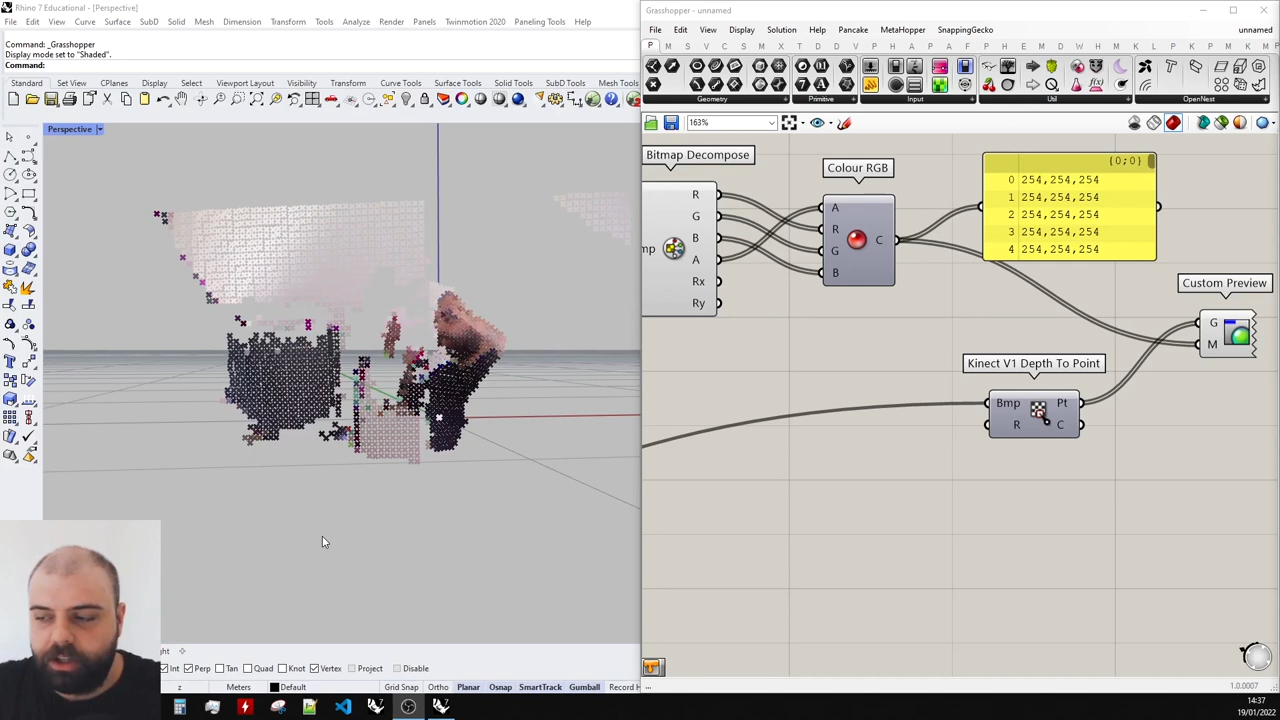 Rhino 7 Educational - [Perspective]
File Edit View Curve Surface SubD Solid Mesh Dimension Transform Tools Analyze Render Panels Twinmotion 2020 Paneling Tools Help
Command: _Grasshopper
Display mode set to "Shaded".
Command:
Standard Set View CPlanes Display Select Viewport Layout Visibility Transform Curve Tools Surface Tools Solid Tools SubD Tools Mesh Tools
Perspective
ght
Int Perp Tan Quad Knot Vertex Project Disable
z Meters Default Grid Snap Ortho Planar Osnap SmartTrack Gumball Record H
Grasshopper - unnamed
File Edit View Display Solution Help Pancake MetaHopper SnappingGecko unnamed
P M S V C S M I T D W L P D A M H B F E M D A W E K G H K C H L
Geometry Primitive Input Util OpenNest
163%
Bitmap Decompose
mp
R
G
B
A
Rx
Ry
Colour RGB
A
R
G
B
C
{0;0}
0 254,254,254
1 254,254,254
2 254,254,254
3 254,254,254
4 254,254,254
Custom Preview
G
M
Kinect V1 Depth To Point
Bmp Pt
R C
...
1.0.0007
14:37
19/01/2022